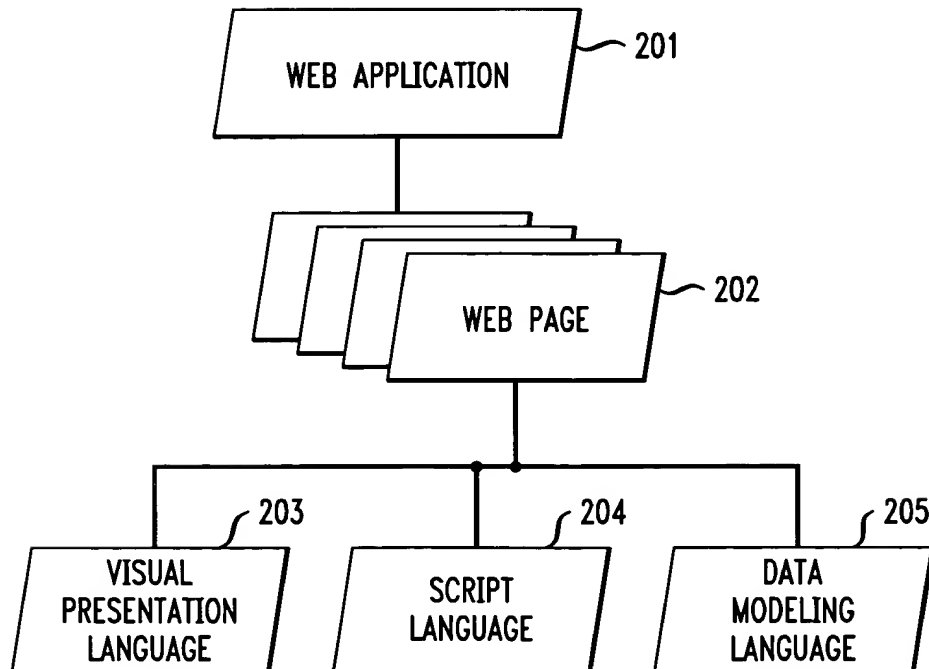 WEB APPLICATION
201
WEB PAGE
202
203
204
205
VISUAL
PRESENTATION
LANGUAGE
SCRIPT
LANGUAGE
DATA
MODELING
LANGUAGE